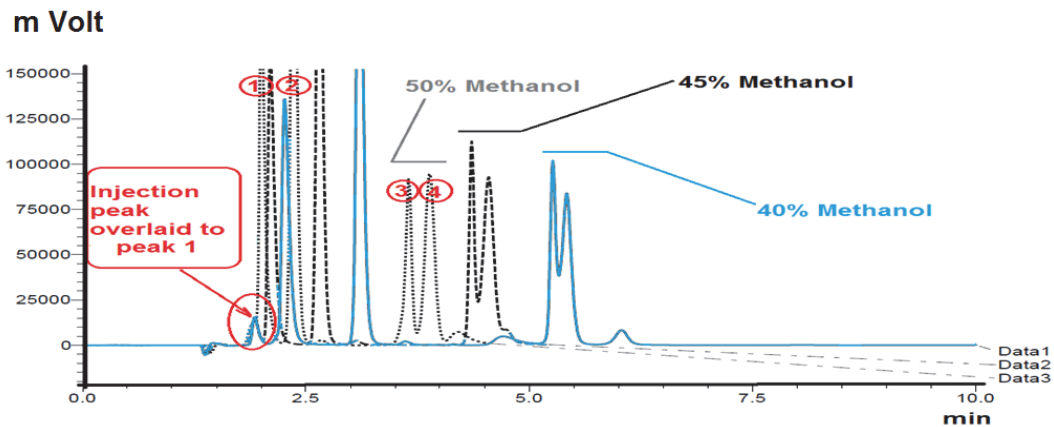 m Volt
150000
125000
100000
75000
50000
25000
0
1
2
50% Methanol
45% Methanol
3
4
40% Methanol
Injection
peak
overlaid to
peak 1
Data1
Data2
Data3
0.0
2.5
5.0
7.5
10.0
min